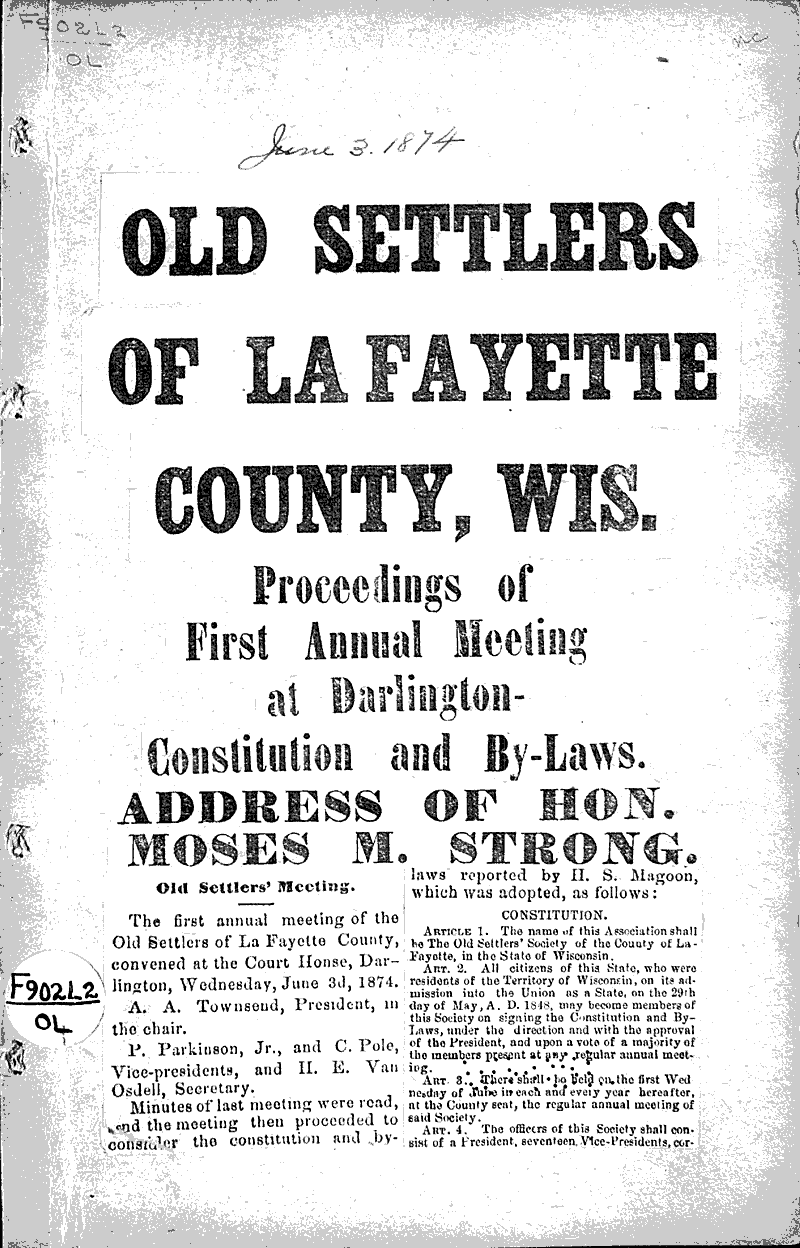 F902L2
OL
nc
June 3. 1874
OLD SETTLERS
OF LA FAYETTE
COUNTY, WIS.
Proceedings of
First Annual Meeting
at Darlington-
Constitution and By-Laws.
ADDRESS OF HON.
MOSES M. STRONG.
Old Settlers' Meeting.
The first annual meeting of the
Old Settlers of La Fayette County,
convened at the Court House, Dar-
lington, Wednesday, June 3d, 1874.
A. A. Townsend, President, in
the chair.
P. Parkinson, Jr., and C. Pole,
Vice-presidents, and H. E. Van
Osdell, Secretary.
Minutes of last meeting were read,
and the meeting then proceeded to
consider the constitution and by-
laws reported by H. S. Magoon,
which was adopted, as follows:
CONSTITUTION.
ARTICLE 1. The name of this Association shall
be The Old Settlers' Society of the County of La-
Fayette, in the State of Wisconsin.
ART. 2. All citizens of this State, who were
residents of the Territory of Wisconsin, on its ad-
mission into the Union as a State, on the 29th
day of May, A. D. 1848, may become members of
this Society on signing the Constitution and By-
Laws, under the direction and with the approval
of the President, and upon a vote of a majority of
the members present at any regular annual meet-
ing.
ART. 3. There shall be held on the first Wed
nesday of June in each and every year hereafter,
at the County seat, the regular annual meeting of
said Society.
ART. 4. The officers of this Society shall con-
sist of a President, seventeen Vice-Presidents, cor-
F902L2
OL